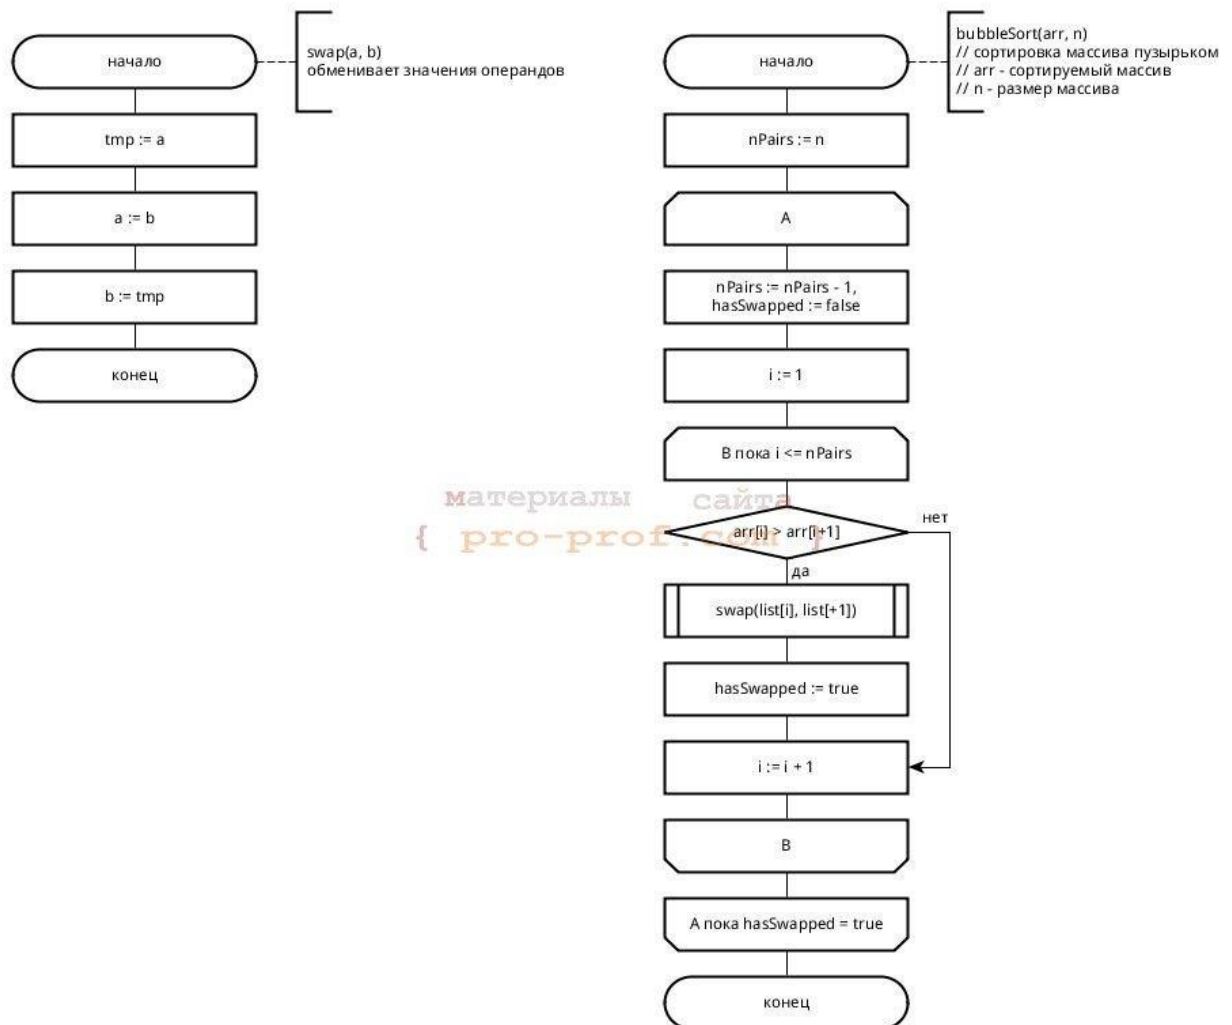 начало
swap(a, b)
обменивает значения операндов
tmp := a
a := b
b := tmp
конец
начало
bubbleSort(arr, n)
// сортировка массива пузырьком
// arr - сортируемый массив
// n - размер массива
nPairs := n
A
nPairs := nPairs - 1,
hasSwapped := false
i := 1
B пока i <= nPairs
материалы сайта
{ pro-prof.com }
arr[i] > arr[i+1]
нет
да
swap(list[i], list[+1])
hasSwapped := true
i := i + 1
B
A пока hasSwapped = true
конец